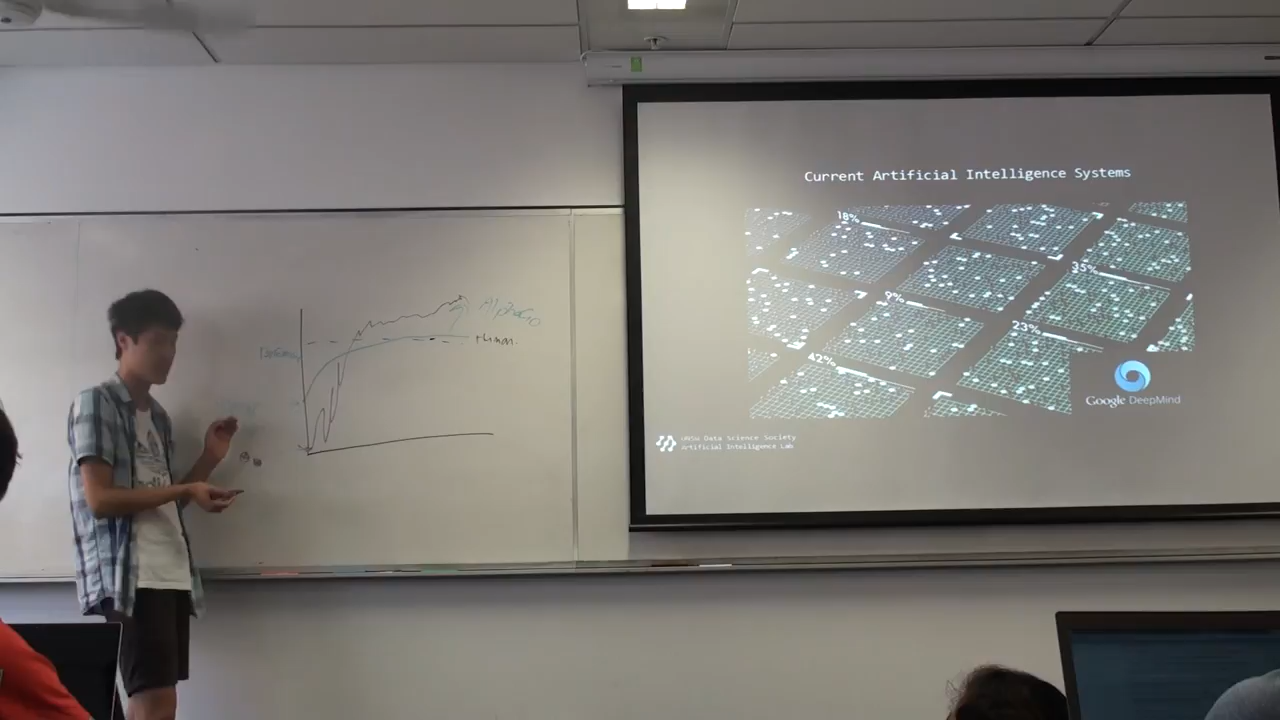 Current Artificial Intelligence Systems
18%
35%
9%
23%
42%
Google DeepMind
UNSW Data Science Society
Artificial Intelligence Lab
AlphaGo
Human